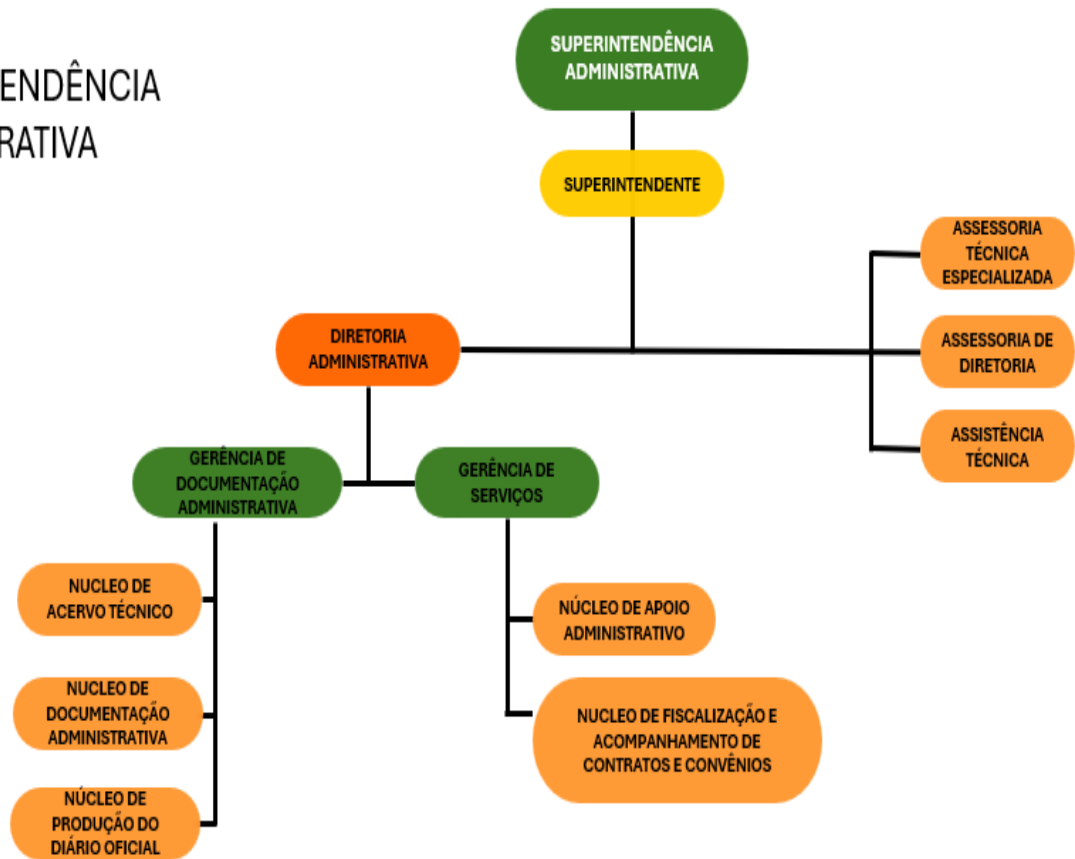 ENDÊNCIA
RATIVA
SUPERINTENDÊNCIA
ADMINISTRATIVA
SUPERINTENDENTE
ASSESSORIA
TÉCNICA
ESPECIALIZADA
ASSESSORIA DE
DIRETORIA
ASSISTÊNCIA
TÉCNICA
DIRETORIA
ADMINISTRATIVA
GERÊNCIA DE
DOCUMENTAÇÃO
ADMINISTRATIVA
GERÊNCIA DE
SERVIÇOS
NUCLEO DE
ACERVO TÉCNICO
NUCLEO DE
DOCUMENTAÇÃO
ADMINISTRATIVA
NÚCLEO DE
PRODUÇÃO DO
DIÁRIO OFICIAL
NÚCLEO DE APOIO
ADMINISTRATIVO
NUCLEO DE FISCALIZAÇÃO E
ACOMPANHAMENTO DE
CONTRATOS E CONVÊNIOS